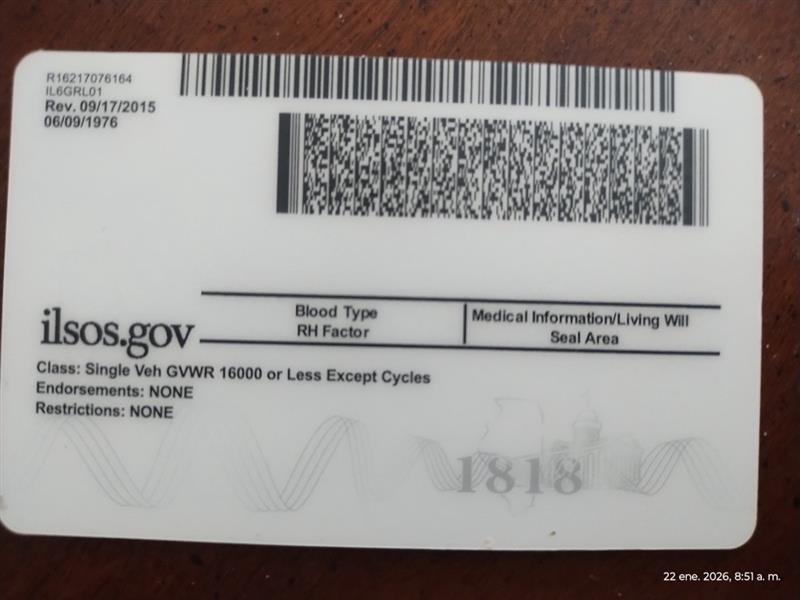 R16217076164
IL6GRL01
Rev. 09/17/2015
06/09/1976
ilsos.gov
Blood Type
RH Factor
Medical Information/Living Will
Seal Area
Class: Single Veh GVWR 16000 or Less Except Cycles
Endorsements: NONE
Restrictions: NONE
1818
22 ene. 2026, 8:51 a. m.